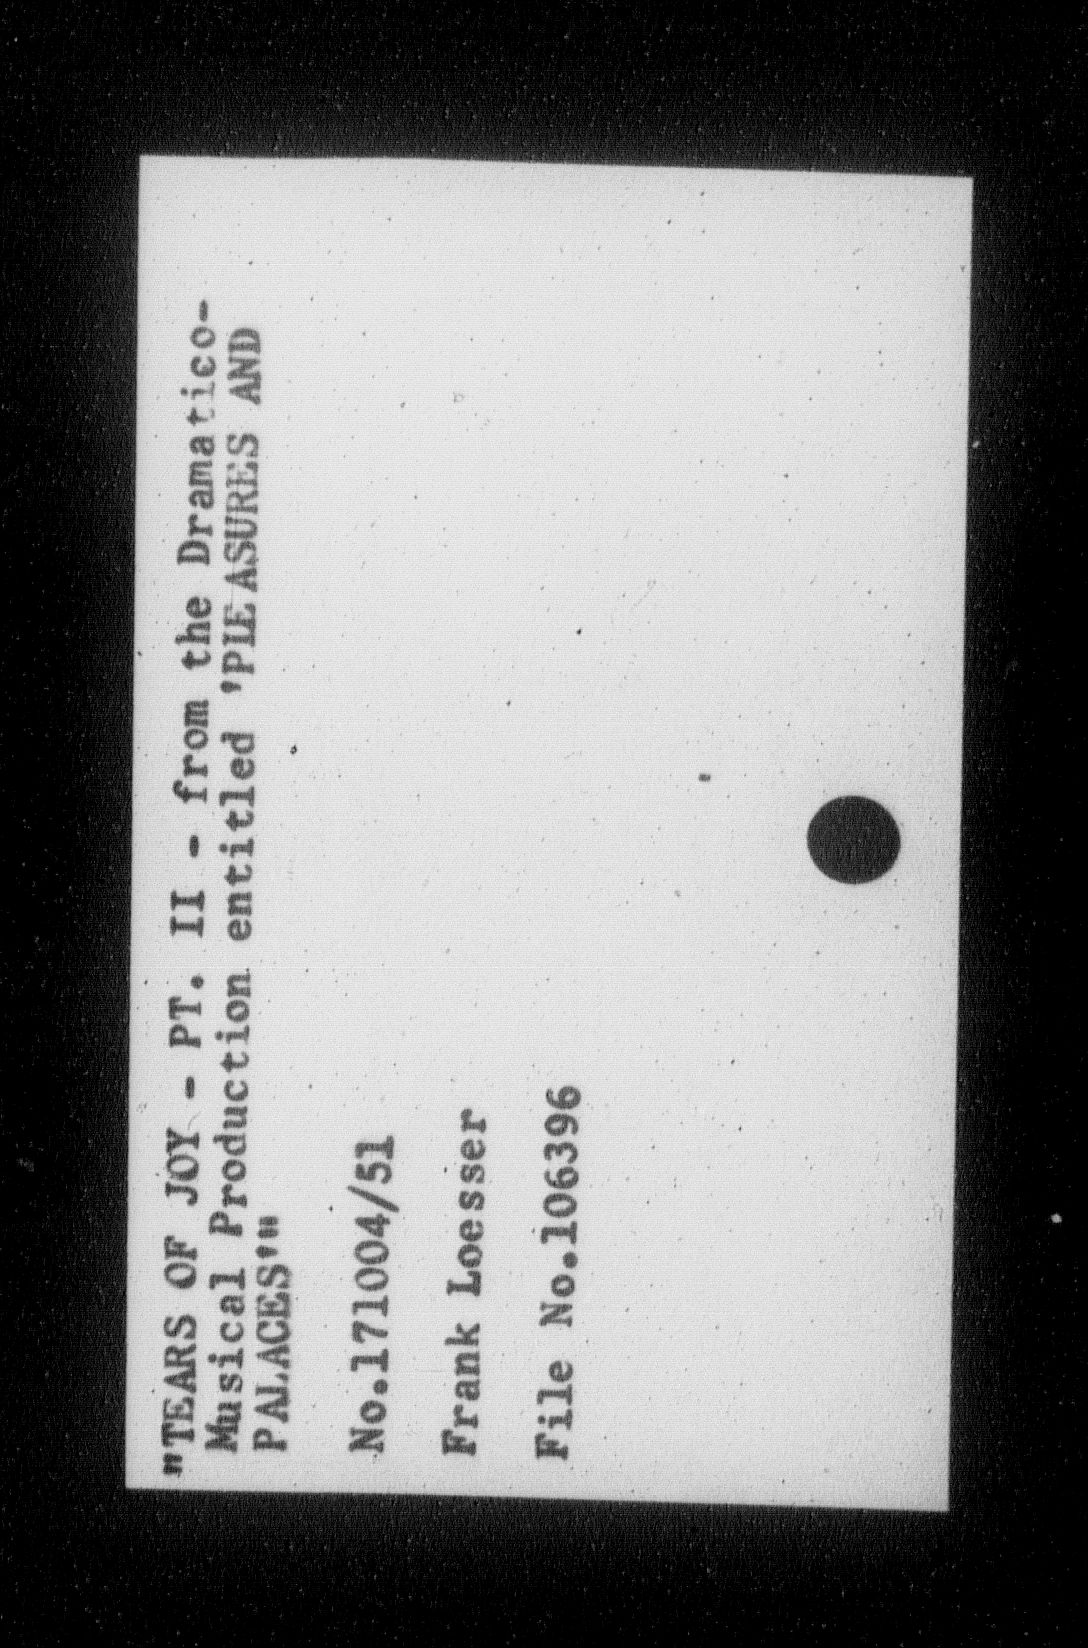 "TEARS OF JOY - PT. II - from the Dramatico-
Musical Production entitled 'PLEASURES AND
PALACES'"
No.171004/51
Frank Loesser
File No.106396